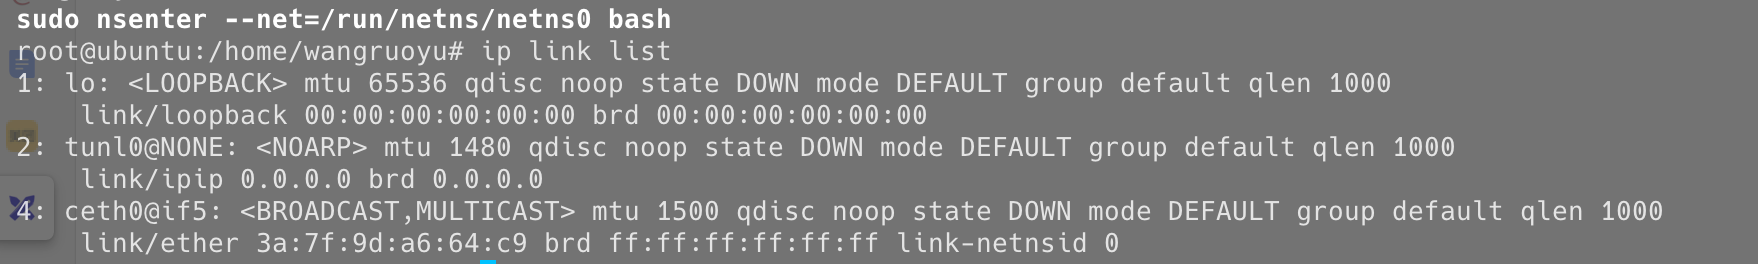 sudo nsenter --net=/run/netns/netns0 bash
root@ubuntu:/home/wangruoyu# ip link list
1: lo: <LOOPBACK> mtu 65536 qdisc noop state DOWN mode DEFAULT group default qlen 1000
    link/loopback 00:00:00:00:00:00 brd 00:00:00:00:00:00
2: tunl0@NONE: <NOARP> mtu 1480 qdisc noop state DOWN mode DEFAULT group default qlen 1000
    link/ipip 0.0.0.0 brd 0.0.0.0
4: ceth0@if5: <BROADCAST,MULTICAST> mtu 1500 qdisc noop state DOWN mode DEFAULT group default qlen 1000
    link/ether 3a:7f:9d:a6:64:c9 brd ff:ff:ff:ff:ff:ff link-netnsid 0